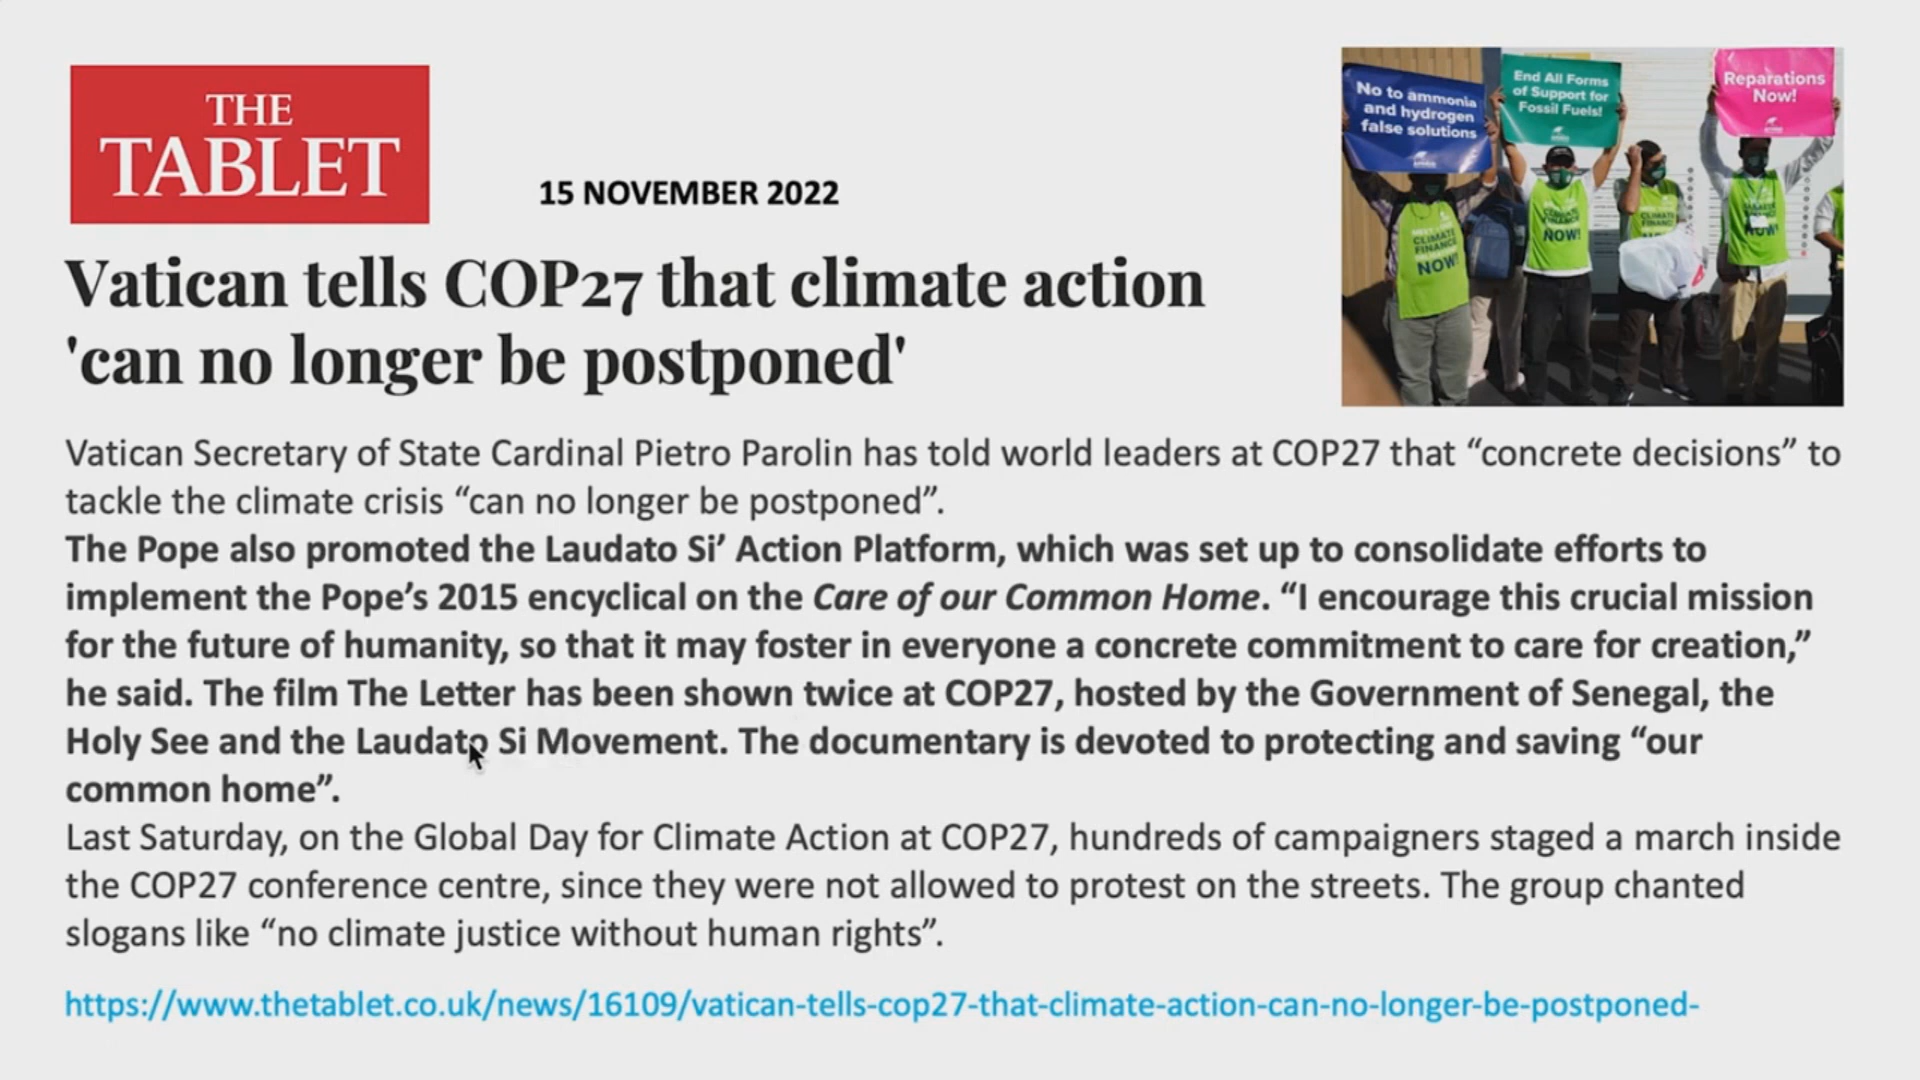 THE
TABLET
15 NOVEMBER 2022
Vatican tells COP27 that climate action
'can no longer be postponed'
No to ammonia
and hydrogen
false solutions
End All Forms
of Support for
Fossil Fuels!
Reparations
Now!
CLIMATE
FINANCE
NOW!
CLIMATE
FINANCE
NOW!
CLIMATE
FINANC
NOW!
Vatican Secretary of State Cardinal Pietro Parolin has told world leaders at COP27 that “concrete decisions” to
tackle the climate crisis “can no longer be postponed”.
The Pope also promoted the Laudato Si’ Action Platform, which was set up to consolidate efforts to
implement the Pope’s 2015 encyclical on the Care of our Common Home. “I encourage this crucial mission
for the future of humanity, so that it may foster in everyone a concrete commitment to care for creation,”
he said. The film The Letter has been shown twice at COP27, hosted by the Government of Senegal, the
Holy See and the Laudato Si Movement. The documentary is devoted to protecting and saving “our
common home”.
Last Saturday, on the Global Day for Climate Action at COP27, hundreds of campaigners staged a march inside
the COP27 conference centre, since they were not allowed to protest on the streets. The group chanted
slogans like “no climate justice without human rights”.
https://www.thetablet.co.uk/news/16109/vatican-tells-cop27-that-climate-action-can-no-longer-be-postponed-